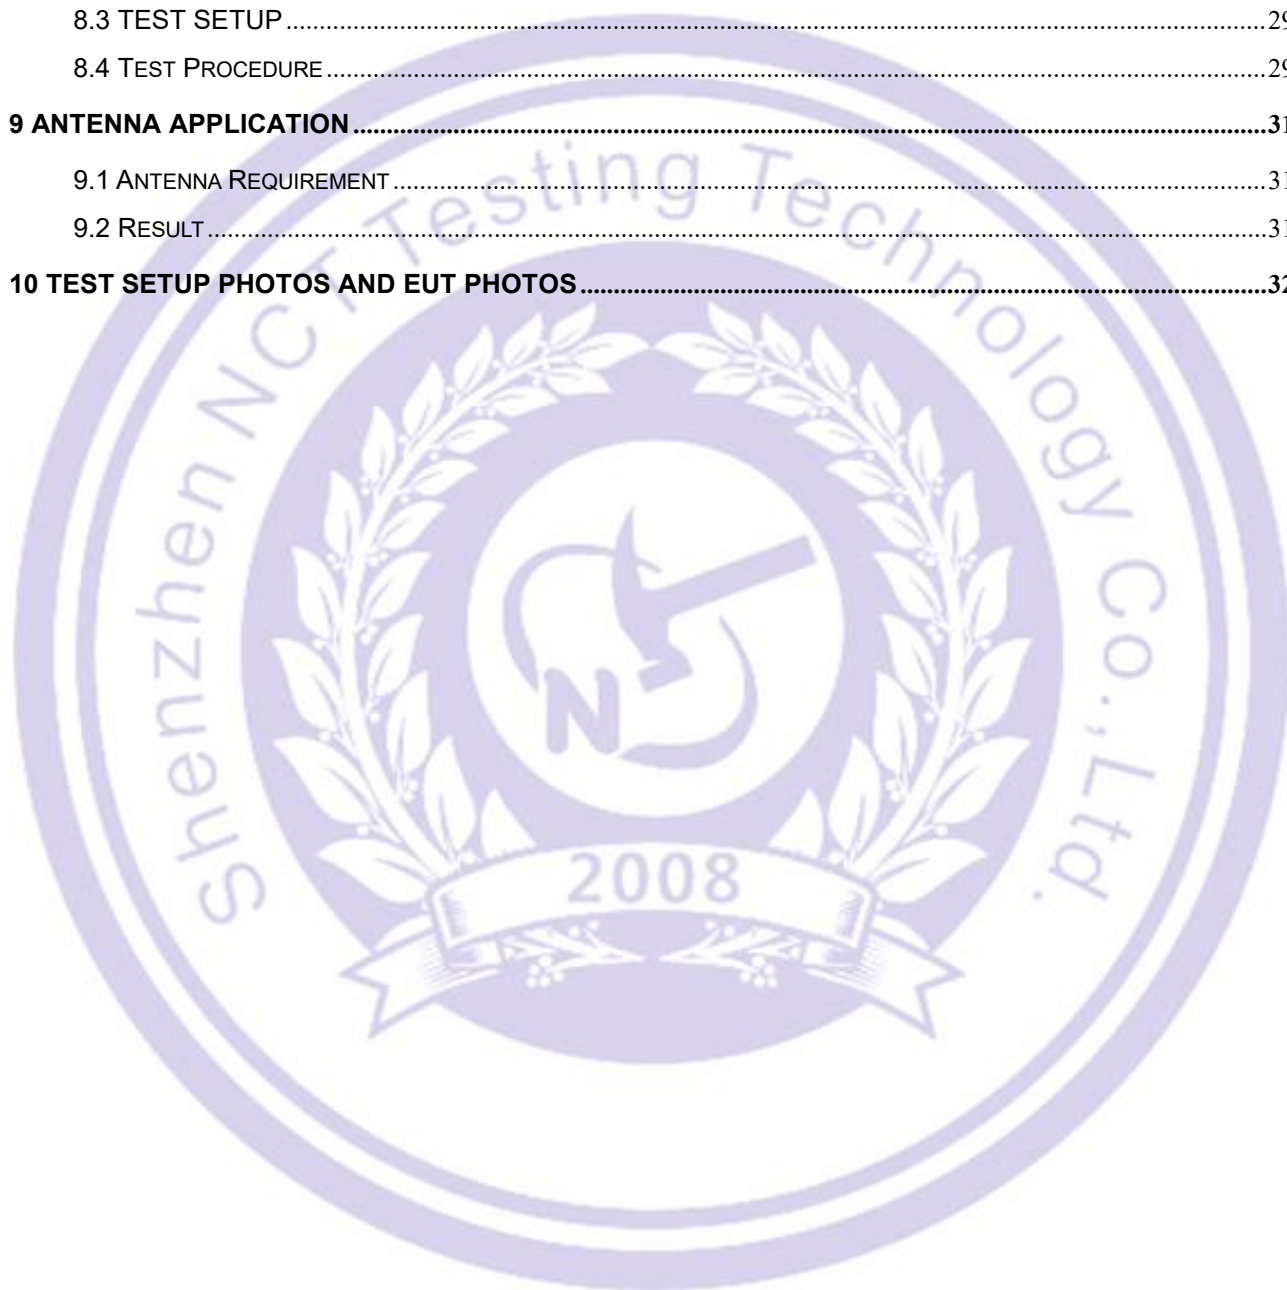 8.3 TEST SETUP.......................................................................29
8.4 TEST PROCEDURE.......................................................................29
9 ANTENNA APPLICATION.......................................................................31
9.1 ANTENNA REQUIREMENT.......................................................................31
9.2 RESULT.......................................................................31
10 TEST SETUP PHOTOS AND EUT PHOTOS.......................................................................32
Shenzhen NCT Testing Technology Co.,Ltd.
N
2008